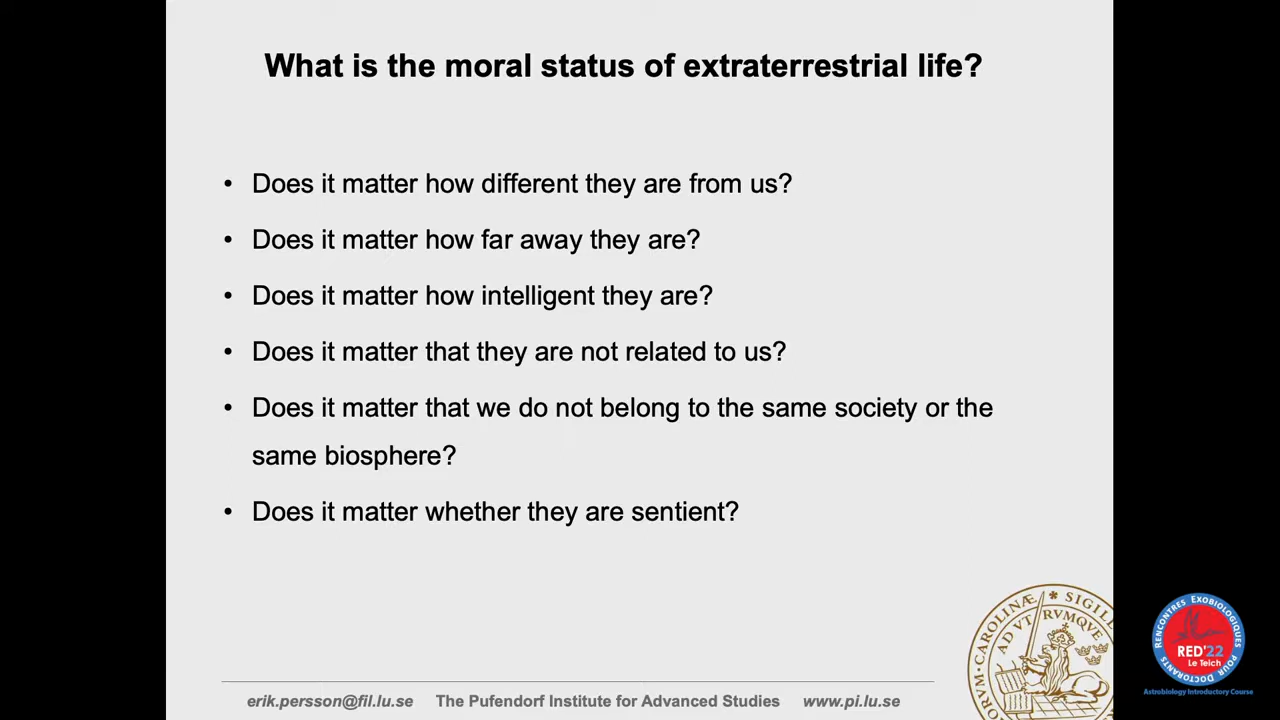 What is the moral status of extraterrestrial life?
• Does it matter how different they are from us?
• Does it matter how far away they are?
• Does it matter how intelligent they are?
• Does it matter that they are not related to us?
• Does it matter that we do not belong to the same society or the
same biosphere?
• Does it matter whether they are sentient?
erik.persson@fil.lu.se The Pufendorf Institute for Advanced Studies www.pi.lu.se
CAROLINÆ * SIGILL
AD VTRVMQVE
RENCONTRES EXOBIOLOGIQUES POUR DOCTORANTS
RED'22
Le Teich
Astrobiology Introductory Course